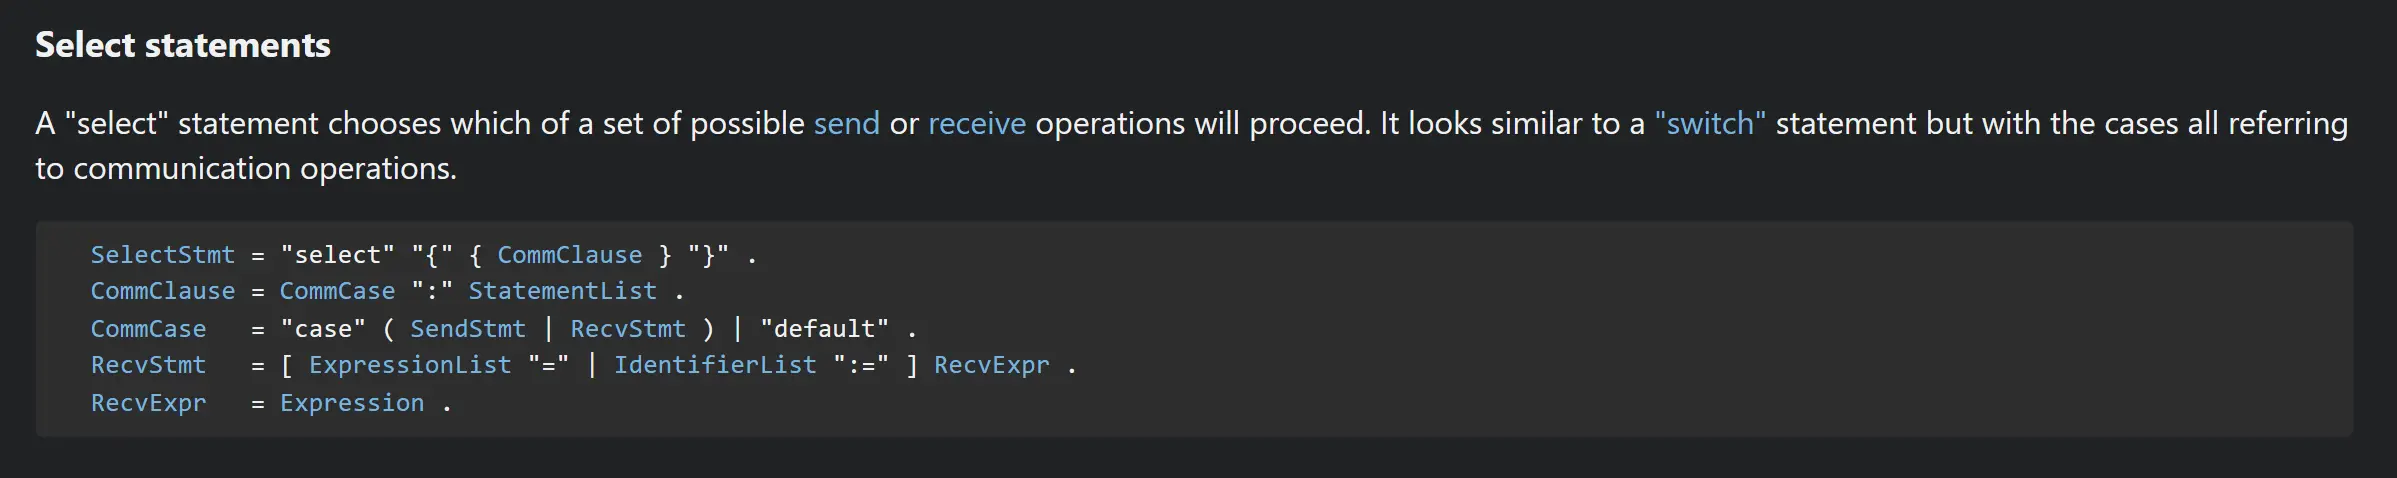 Select statements
A "select" statement chooses which of a set of possible send or receive operations will proceed. It looks similar to a "switch" statement but with the cases all referring
to communication operations.
SelectStmt = "select" "{" { CommClause } "}" .
CommClause = CommCase ":" StatementList .
CommCase   = "case" ( SendStmt | RecvStmt ) | "default" .
RecvStmt   = [ ExpressionList "=" | IdentifierList ":=" ] RecvExpr .
RecvExpr   = Expression .